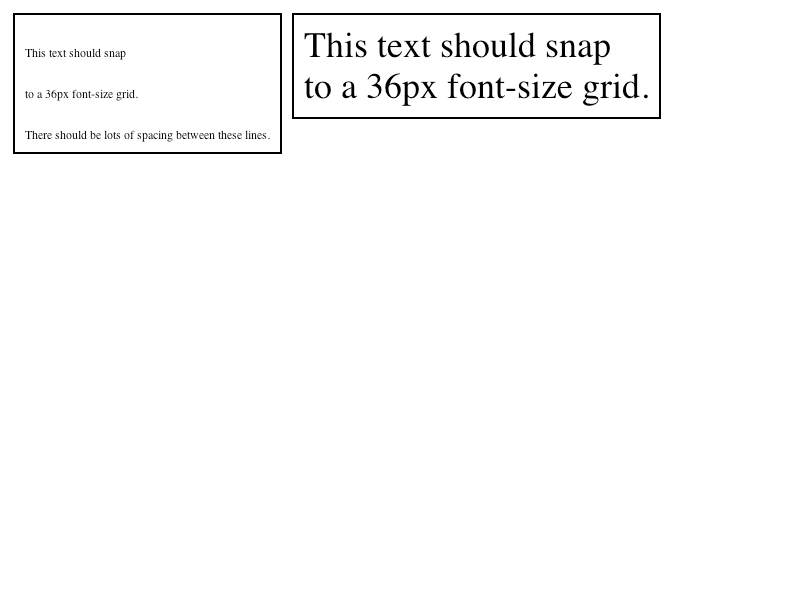 This text should snap
to a 36px font-size grid.
There should be lots of spacing between these lines.
This text should snap
to a 36px font-size grid.